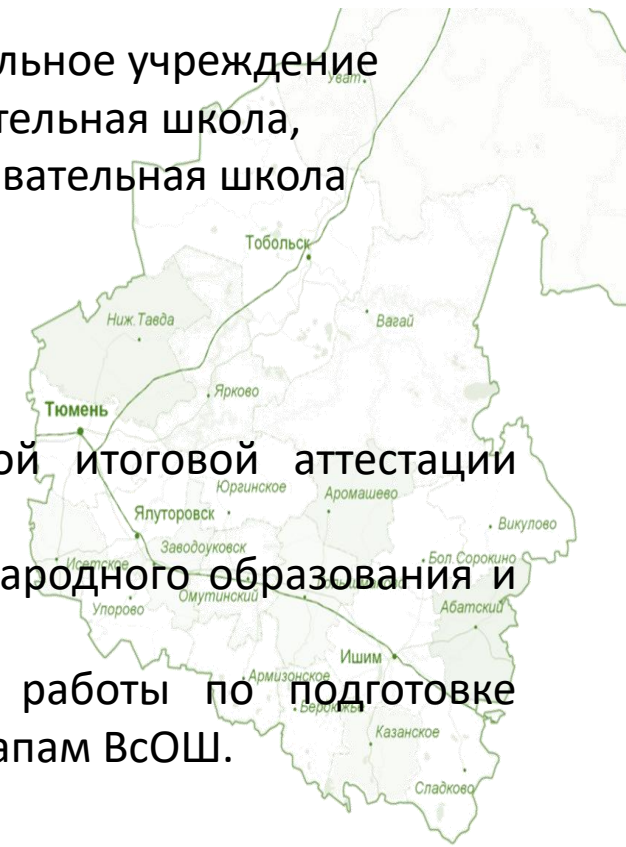 льное учреждение
Уват
тельная школа,
вательная школа
Тобольск
Ниж.Тавда
Вагай
Ярково
Тюмень
ой итоговой аттестации
Юргинское
Аромашево
Ялуторовск
Викулово
Заводоуковск
Бол.Сорокино
Исетское
ародного образования и
Омутинский
Упорово
Абатский
Ишим
Армизонское
работы по подготовке
Бердюжье
Казанское
апам ВсОШ.
Сладково